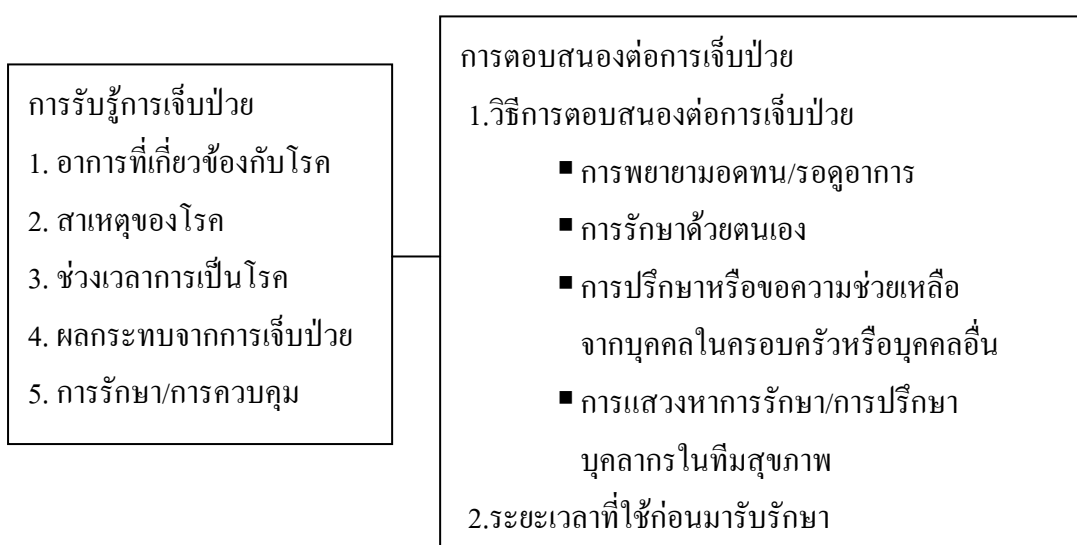 การรับรู้การเจ็บป่วย
1. อาการที่เกี่ยวข้องกับโรค
2. สาเหตุของโรค
3. ช่วงเวลาการเป็นโรค
4. ผลกระทบจากการเจ็บป่วย
5. การรักษา/การควบคุม
การตอบสนองต่อการเจ็บป่วย
1.วิธีการตอบสนองต่อการเจ็บป่วย
▪ การพยายามอดทน/รอดูอาการ
▪ การรักษาด้วยตนเอง
▪ การปรึกษาหรือขอความช่วยเหลือ
จากบุคคลในครอบครัวหรือบุคคลอื่น
▪ การแสวงหาการรักษา/การปรึกษา
บุคลากรในทีมสุขภาพ
2.ระยะเวลาที่ใช้ก่อนมารับรักษา